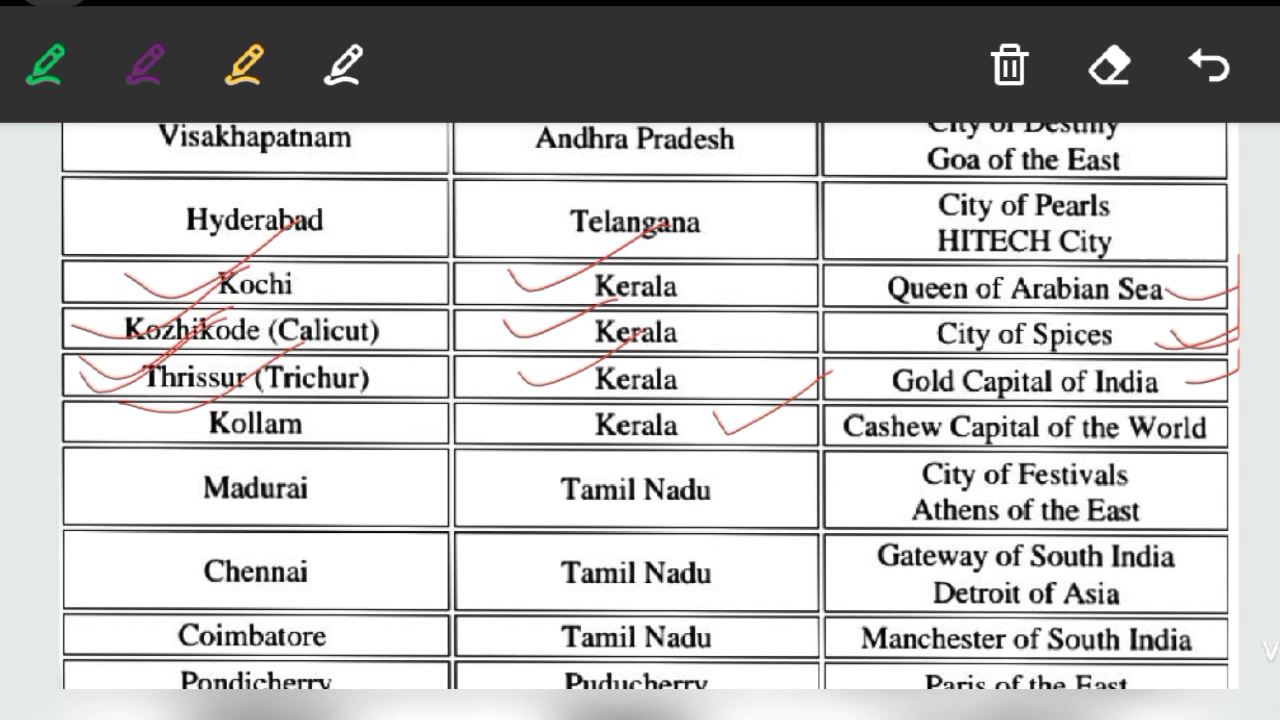 Visakhapatnam Andhra Pradesh City of Destiny
Goa of the East
Hyderabad Telangana City of Pearls
HITECH City
Kochi Kerala Queen of Arabian Sea
Kozhikode (Calicut) Kerala City of Spices
Thrissur (Trichur) Kerala Gold Capital of India
Kollam Kerala Cashew Capital of the World
Madurai Tamil Nadu City of Festivals
Athens of the East
Chennai Tamil Nadu Gateway of South India
Detroit of Asia
Coimbatore Tamil Nadu Manchester of South India
Pondicherry Puducherry Paris of the East